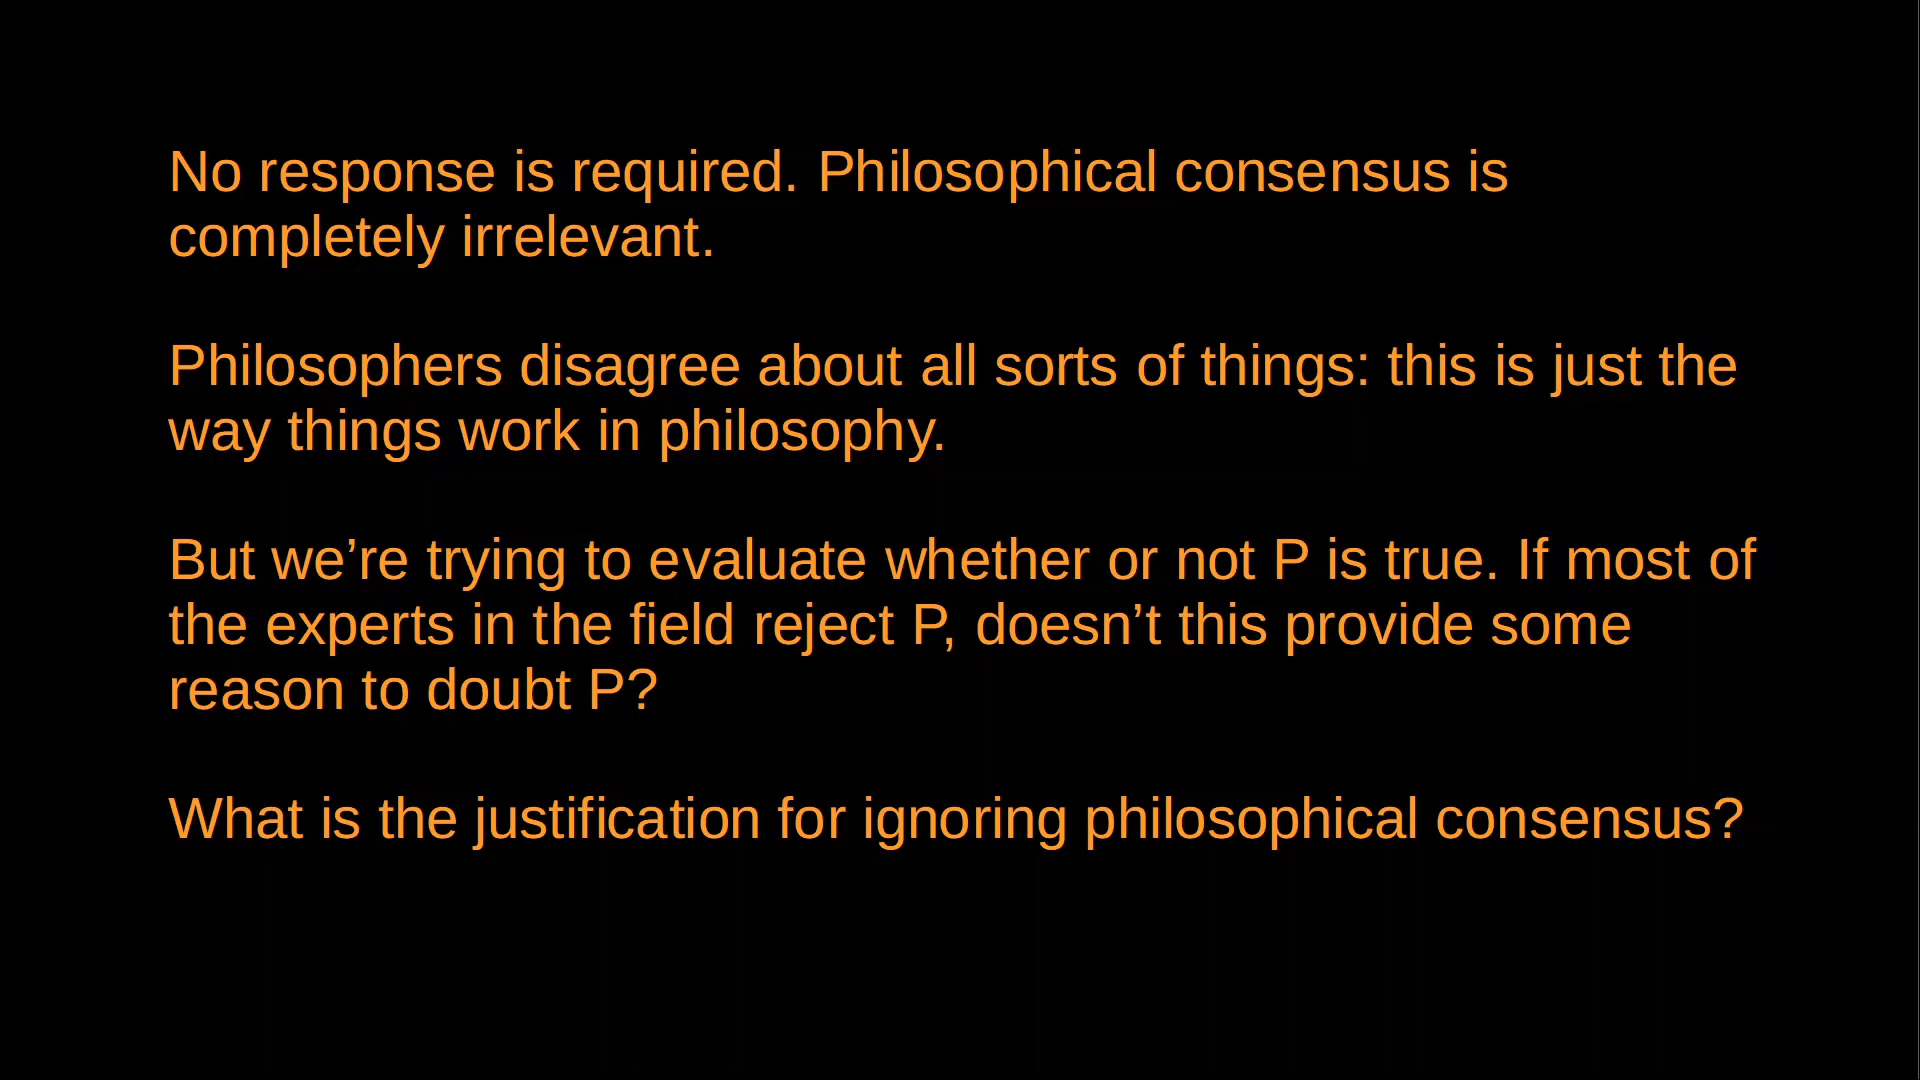 No response is required. Philosophical consensus is
completely irrelevant.
Philosophers disagree about all sorts of things: this is just the
way things work in philosophy.
But we’re trying to evaluate whether or not P is true. If most of
the experts in the field reject P, doesn’t this provide some
reason to doubt P?
What is the justification for ignoring philosophical consensus?